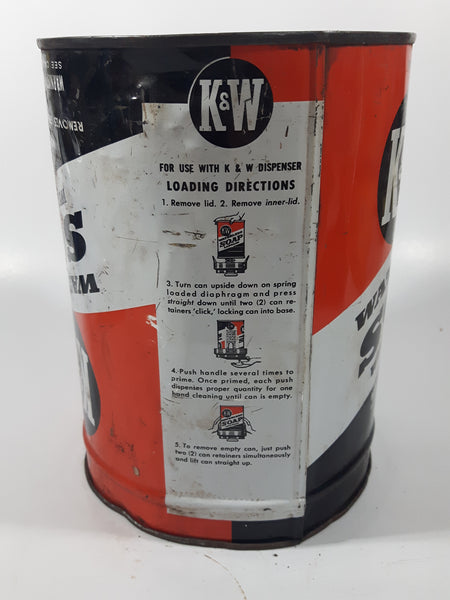 K&W
FOR USE WITH K & W DISPENSER
LOADING DIRECTIONS
1. Remove lid. 2. Remove inner-lid.
SOAP
3. Turn can upside down on spring
loaded diaphragm and press
straight down until two (2) can re-
tainers 'click,' locking can into base.
4. Push handle several times to
prime. Once primed, each push
dispenses proper quantity for one
hand cleaning until can is empty.
SOAP
5. To remove empty can, just push
two (2) can retainers simultaneously
and lift can straight up.